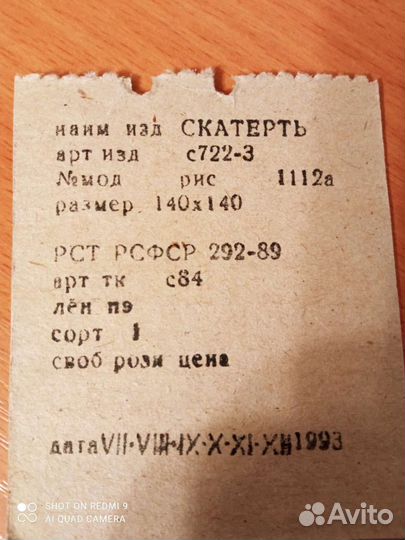 наим изд СКАТЕРТЬ
арт изд с722-3
№мод рис 1112а
размер 140х140
РСТ РСФСР 292-89
арт тк с84
лён пэ
сорт 1
своб розн цена
дата VII·VIII·IX·X·XI·XII 1993
SHOT ON REDMI 9
AI QUAD CAMERA
Avito